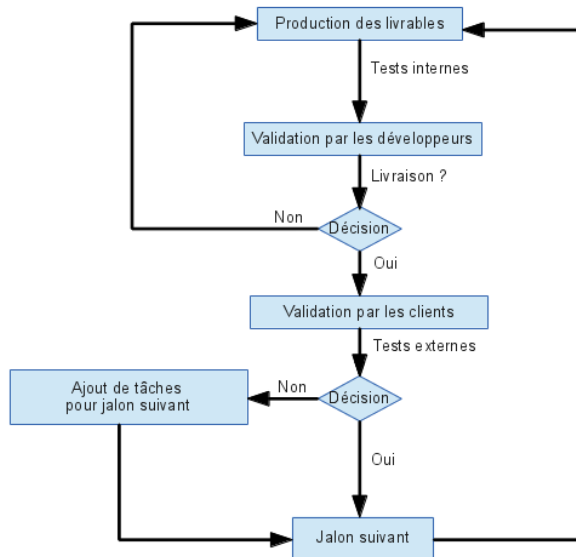 Production des livrables
Tests internes
Validation par les développeurs
Livraison ?
Non
Décision
Oui
Validation par les clients
Tests externes
Ajout de tâches
pour jalon suivant
Non
Décision
Oui
Jalon suivant